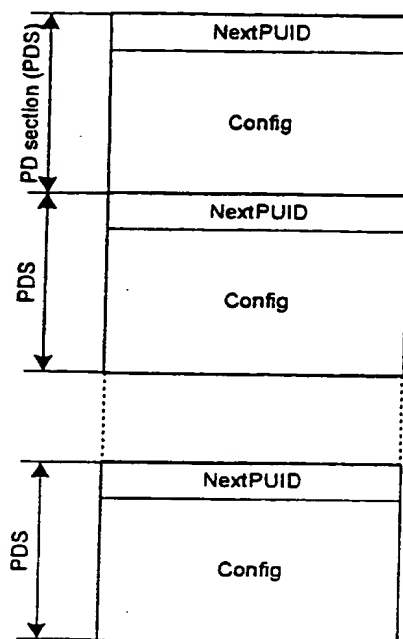 PD section (PDS)
NextPUID
Config
PDS
NextPUID
Config
PDS
NextPUID
Config